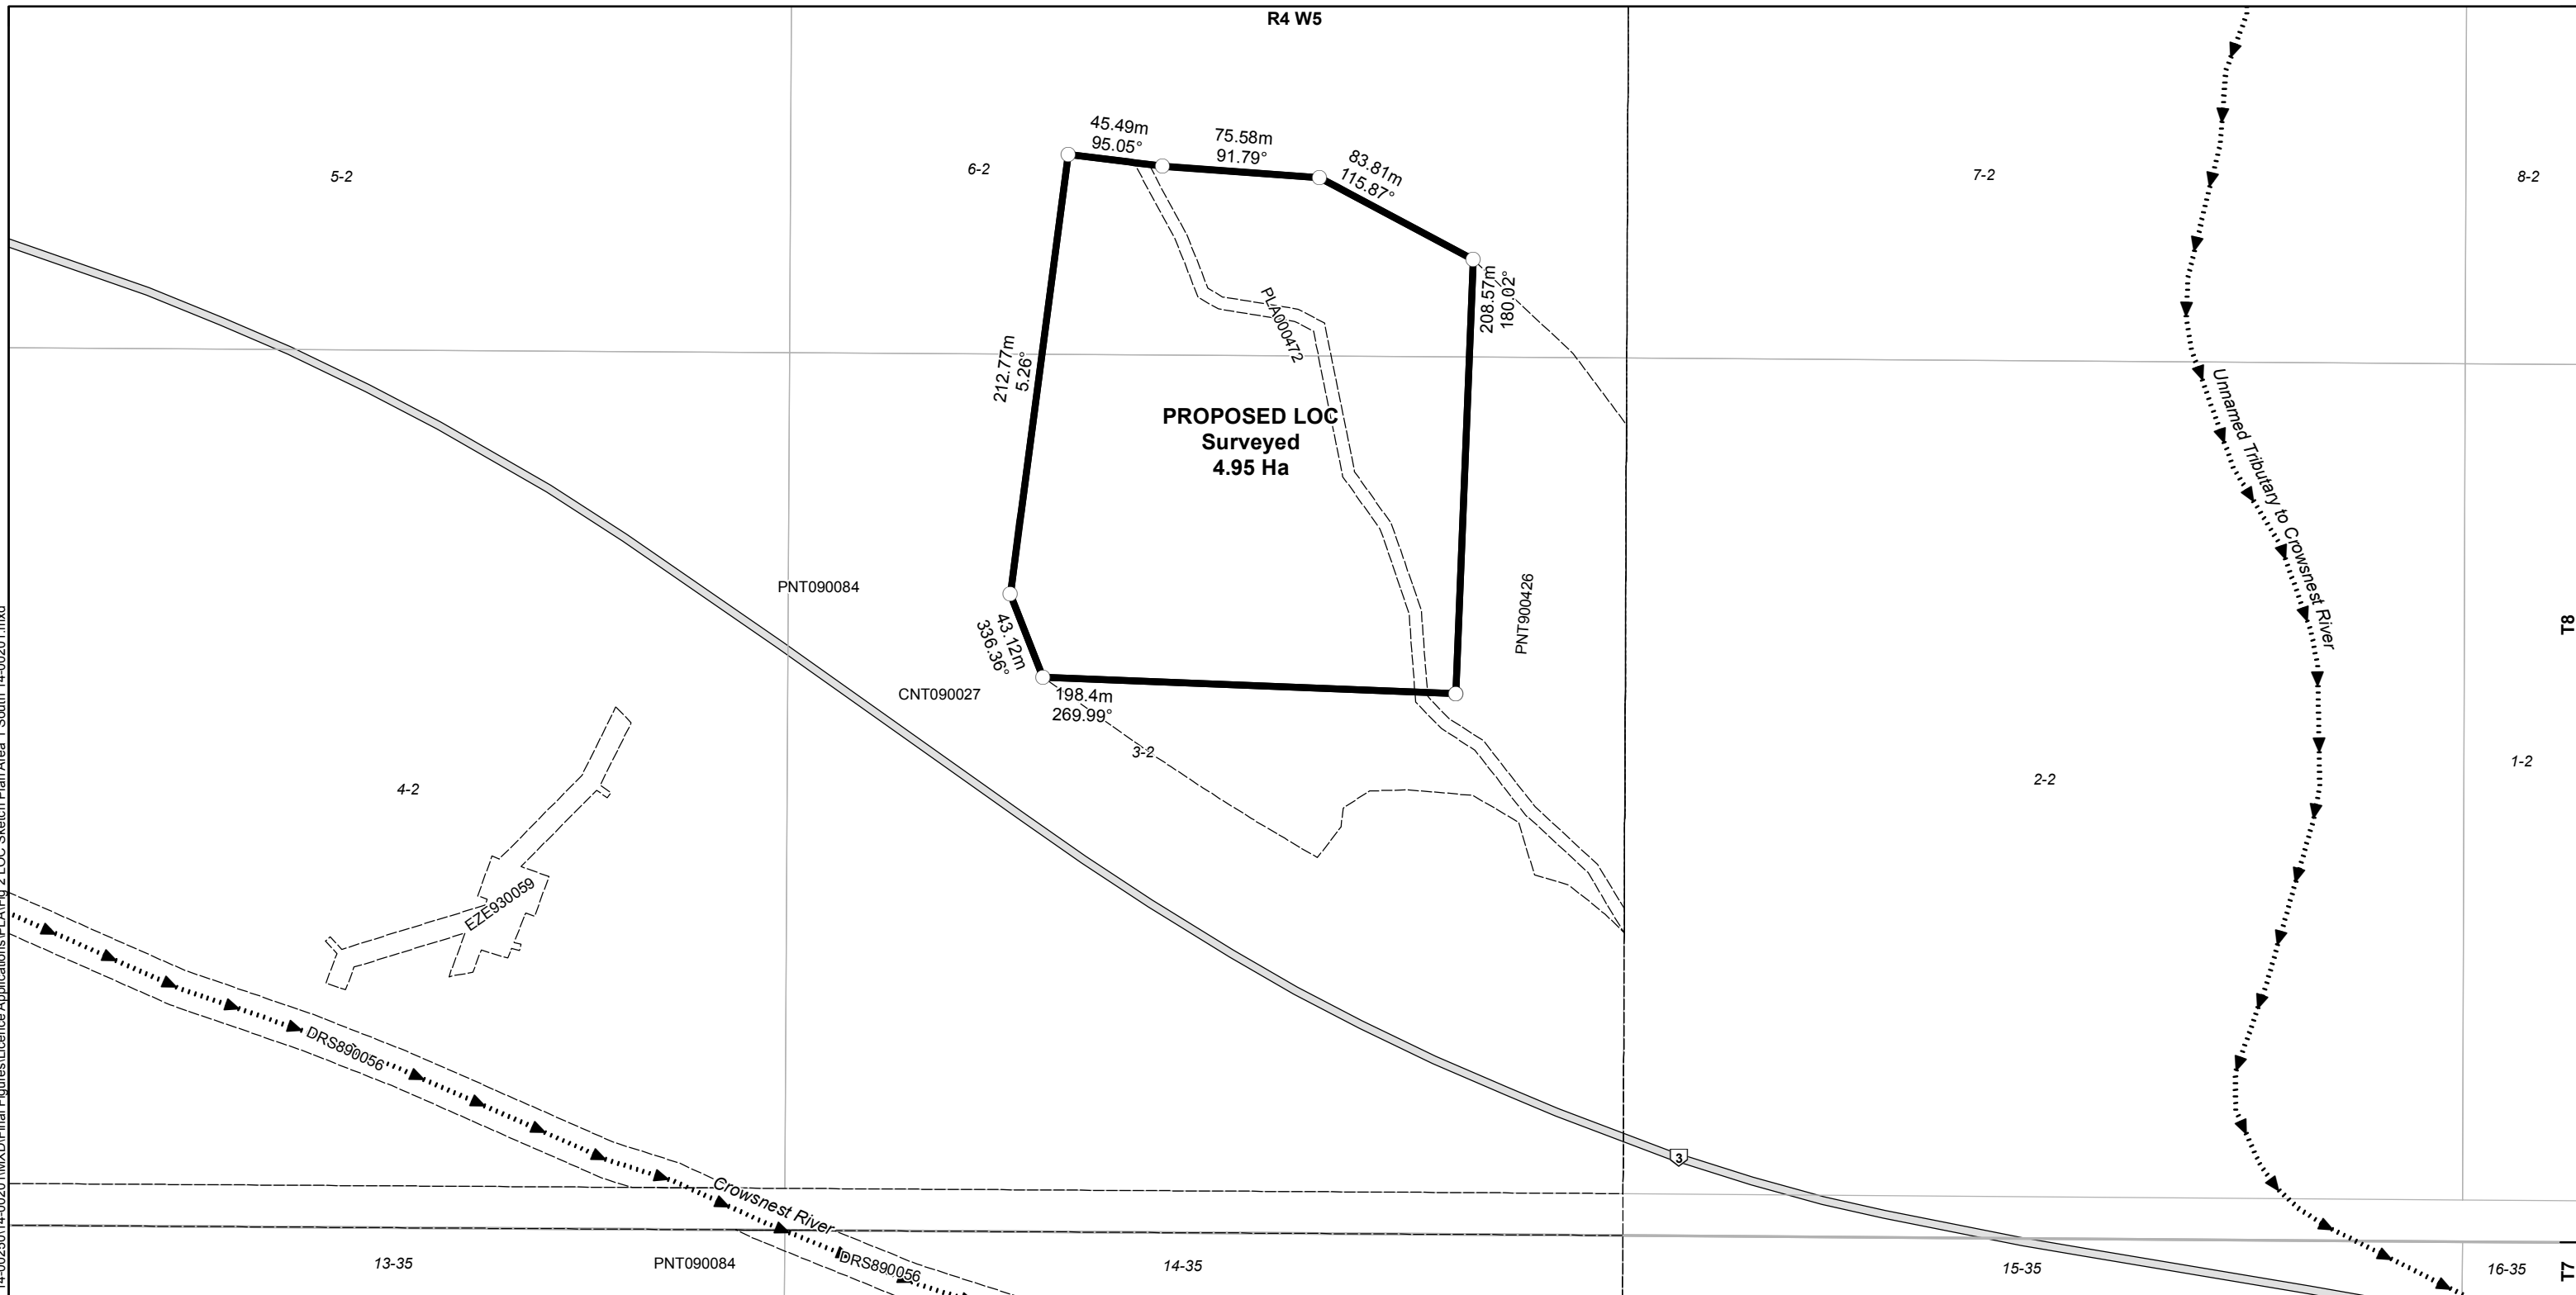 R4 W5
45.49m
95.05°
75.58m
91.79°
83.81m
115.87°
5-2
6-2
7-2
8-2
208.57m
180.02°
PLA000472
212.77m
5.26°
PROPOSED LOC
Surveyed
4.95 Ha
Unnamed Tributary to Crowsnest River
PNT090084
PNT900426
T8
43.12m
336.36°
CNT090027
198.4m
269.99°
3-2
4-2
2-2
1-2
EZE930059
DRS890056
3
Crowsnest River
DRS890056
13-35
PNT090084
14-35
15-35
16-35
T7